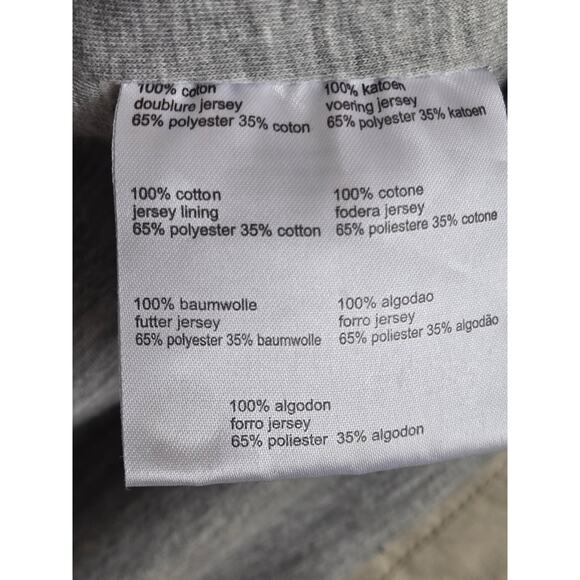 100% coton
doublure jersey
65% polyester 35% coton
100% katoen
voering jersey
65% polyester 35% katoen
100% cotton
jersey lining
65% polyester 35% cotton
100% cotone
fodera jersey
65% poliestere 35% cotone
100% baumwolle
futter jersey
65% polyester 35% baumwolle
100% algodao
forro jersey
65% poliester 35% algodão
100% algodon
forro jersey
65% poliester 35% algodon